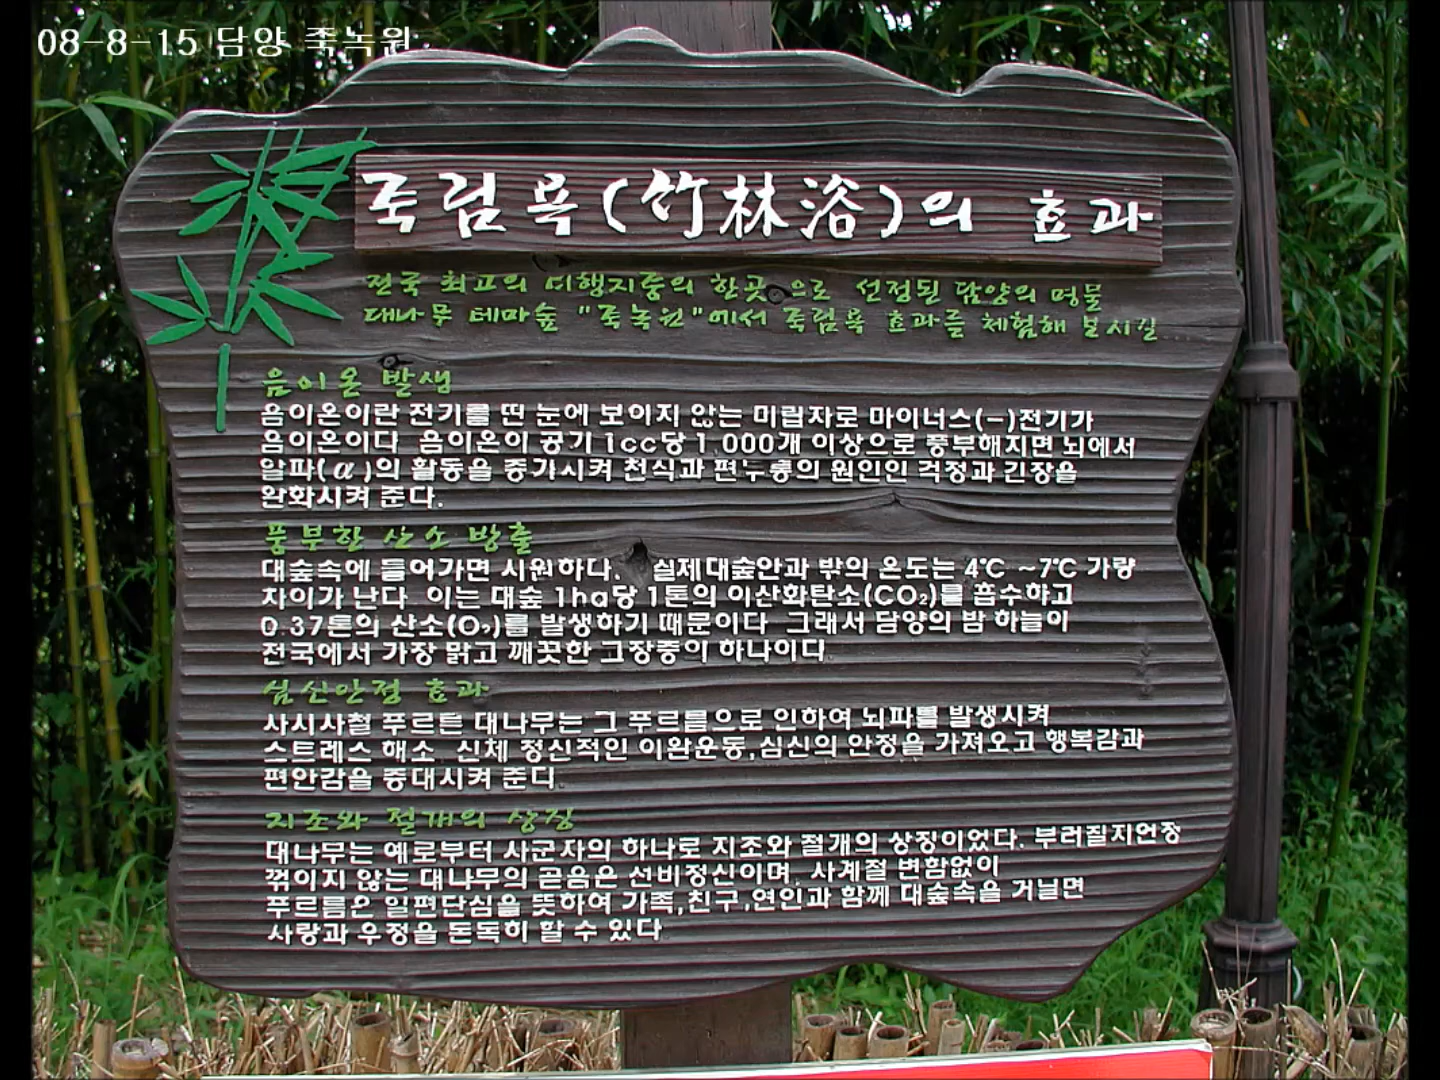 08-8-15 담양 죽녹원
죽림욕(竹林浴)의 효과
전국 최고의 여행지중의 한곳으로 선정된 담양의 명물
대나무 테마숲 "죽녹원"에서 죽림욕 효과를 체험해 보시길
음이온 발생
음이온이란 전기를 띤 눈에 보이지 않는 미립자로 마이너스(-)전기가
음이온이다 음이온이 공기 1cc당 1,000개 이상으로 풍부해지면 뇌에서
알파(α)의 활동을 증가시켜 천식과 편두통의 원인인 걱정과 긴장을
완화시켜 준다.
풍부한 산소 방출
대숲속에 들어가면 시원하다. 실제대숲안과 밖의 온도는 4℃ ~7℃ 가량
차이가 난다 이는 대숲 1ha당 1톤의 이산화탄소(CO₂)를 흡수하고
0.37톤의 산소(O₂)를 발생하기 때문이다 그래서 담양의 밤 하늘이
전국에서 가장 맑고 깨끗한 그장중이 하나이다
심신안정 효과
사시사철 푸르른 대나무는 그 푸르름으로 인하여 뇌파를 발생시켜
스트레스 해소 신체 정신적인 이완운동,심신의 안정을 가져오고 행복감과
편안감을 증대시켜 준다.
지조와 절개의 상징
대나무는 예로부터 사군자의 하나로 지조와 절개의 상징이었다. 부러질지언정
꺾이지 않는 대나무의 곧음은 선비정신이며, 사계절 변함없이
푸르름은 일편단심을 뜻하여 가족,친구,연인과 함께 대숲속을 거닐면
사랑과 우정을 돈독히 할 수 있다